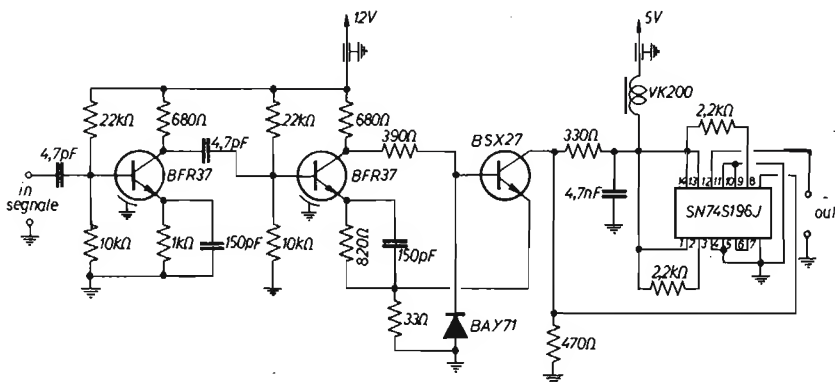 12V
5V
22kΩ
680Ω
22kΩ
680Ω
390Ω
BSX27
330Ω
VK200
2,2kΩ
4,7pF
4,7pF
in
segnale
BFR37
BFR37
4,7nF
14 13 12 11 10 9 8
SN74S196J
1 2 3 4 5 6 7
out
10kΩ
1kΩ
150pF
10kΩ
820Ω
150pF
33Ω
BAY71
2,2kΩ
470Ω